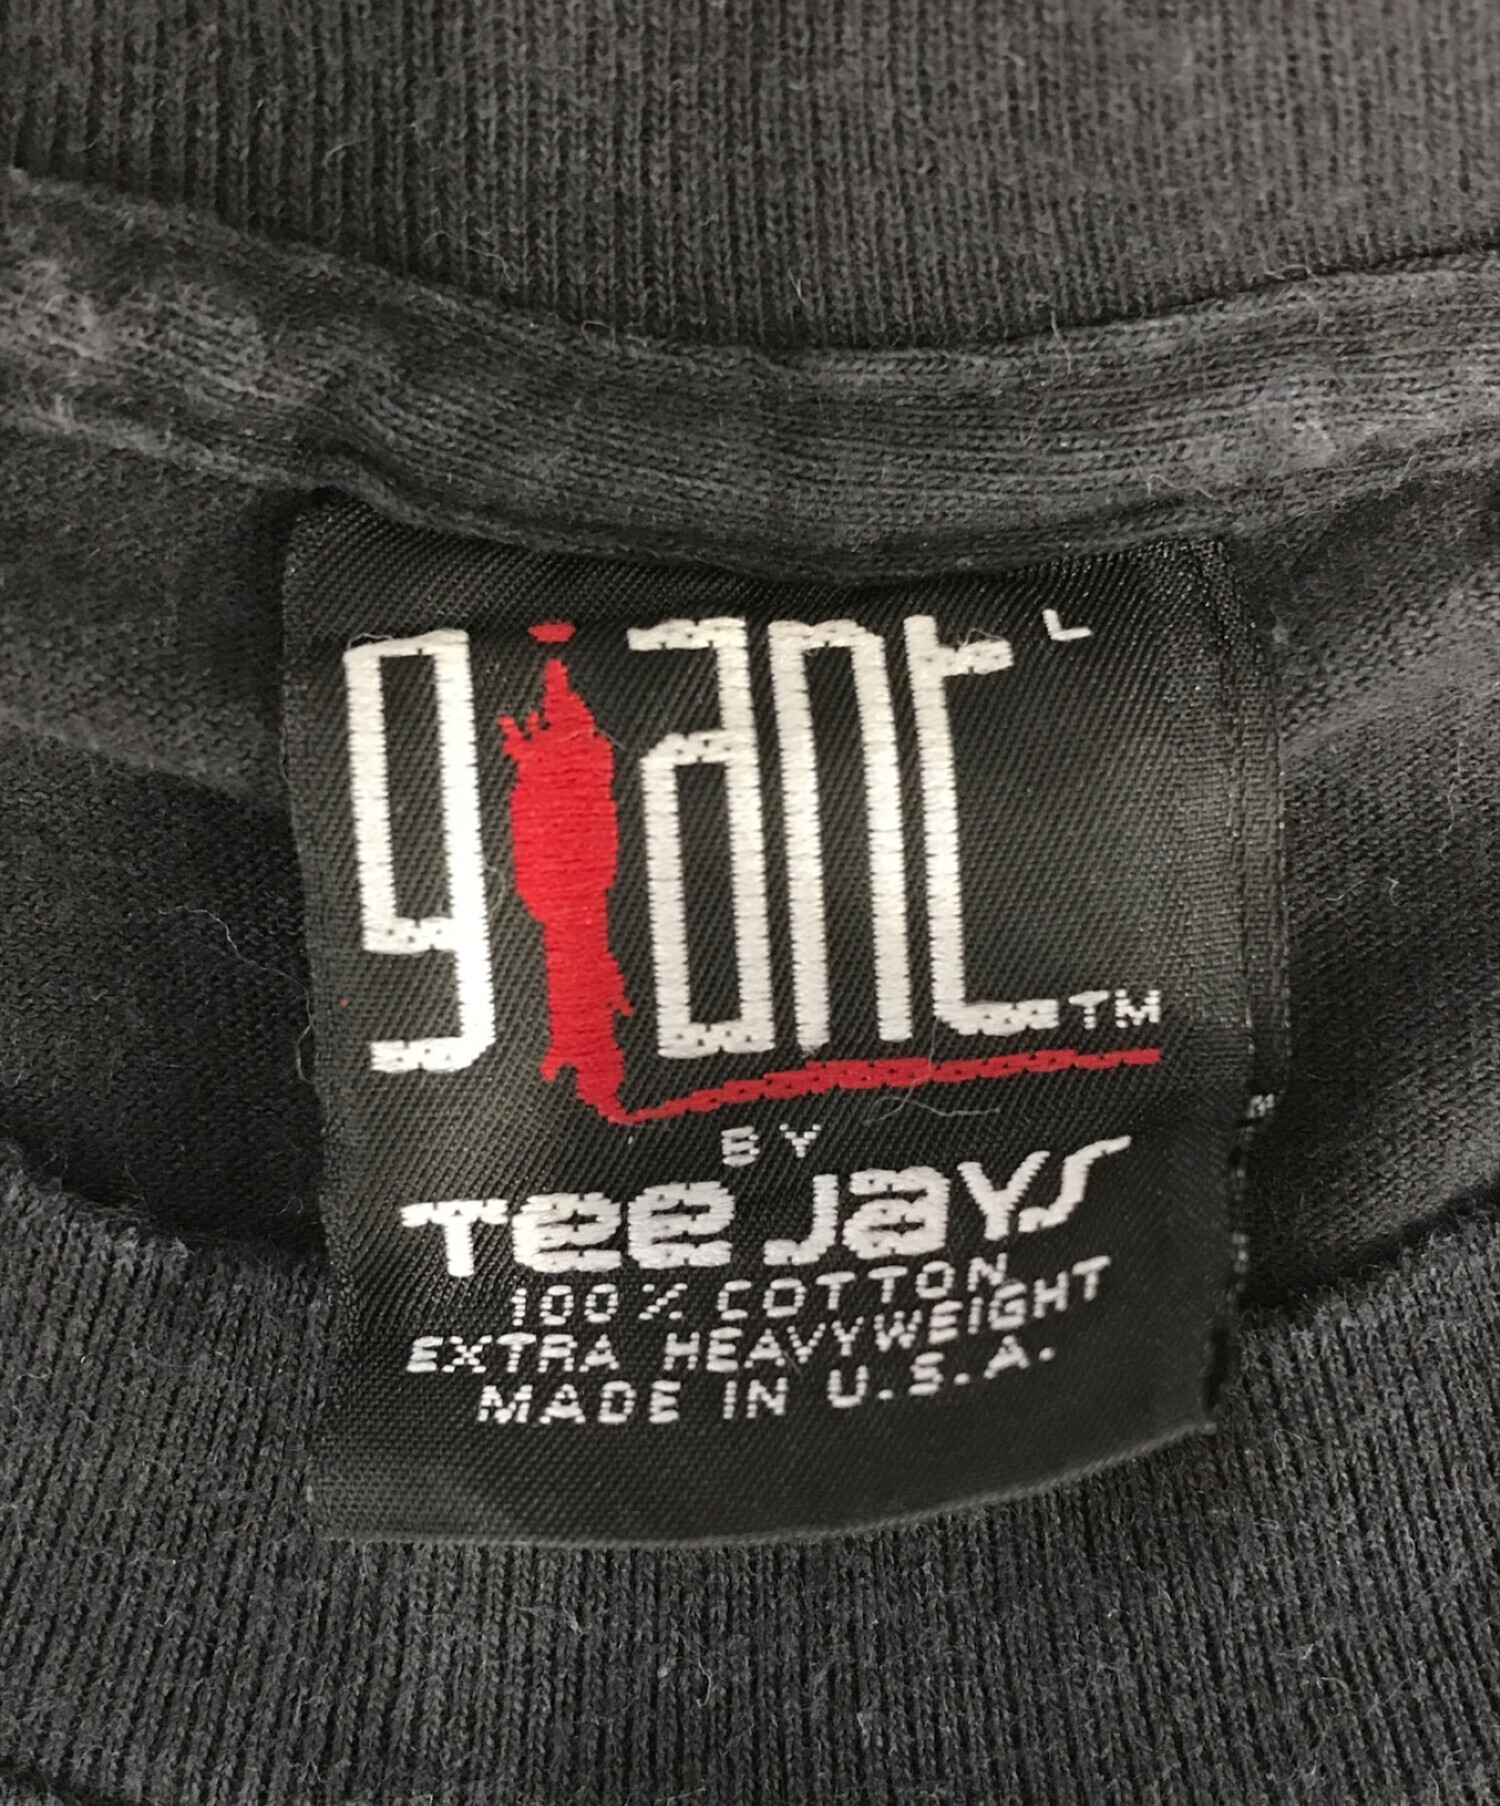 giant L
TM
BY
Tee Jays
100% COTTON
EXTRA HEAVYWEIGHT
MADE IN U.S.A.